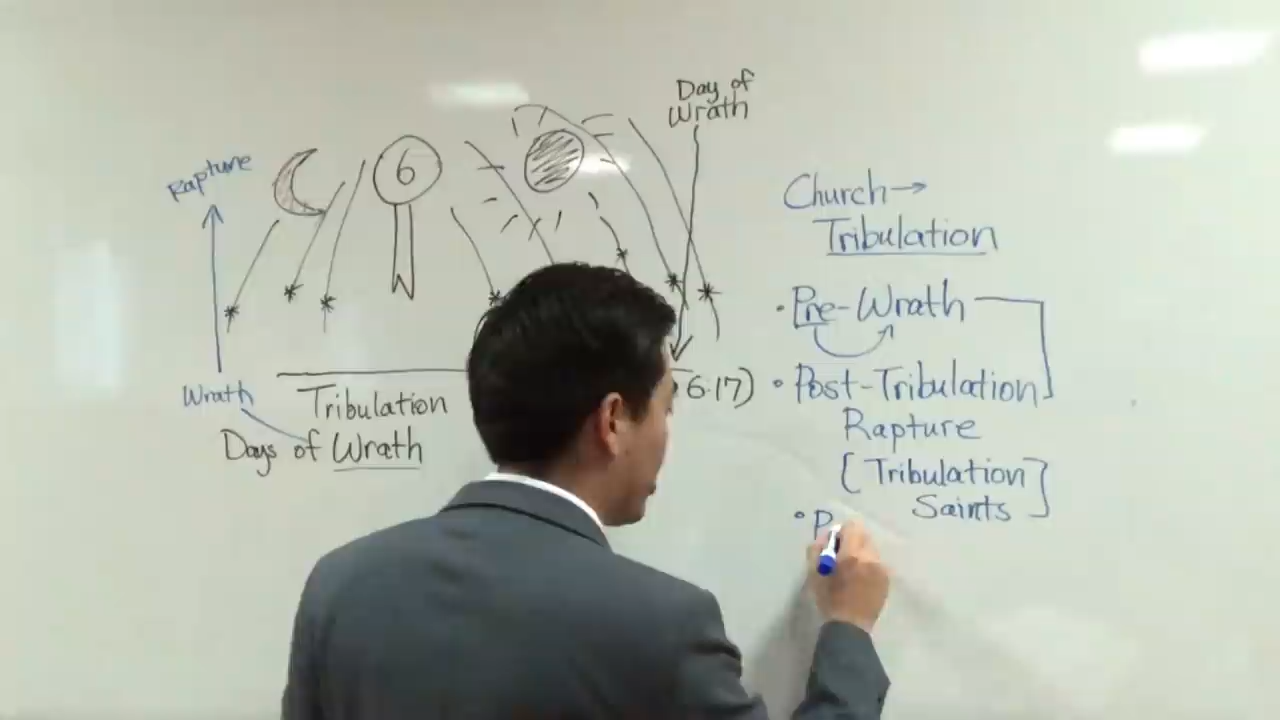 Day of
Wrath
Rapture
6
Wrath
Tribulation
Days of Wrath
6:17)
Church→
Tribulation
• Pre-Wrath
• Post-Tribulation
Rapture
[Tribulation
Saints]
• P